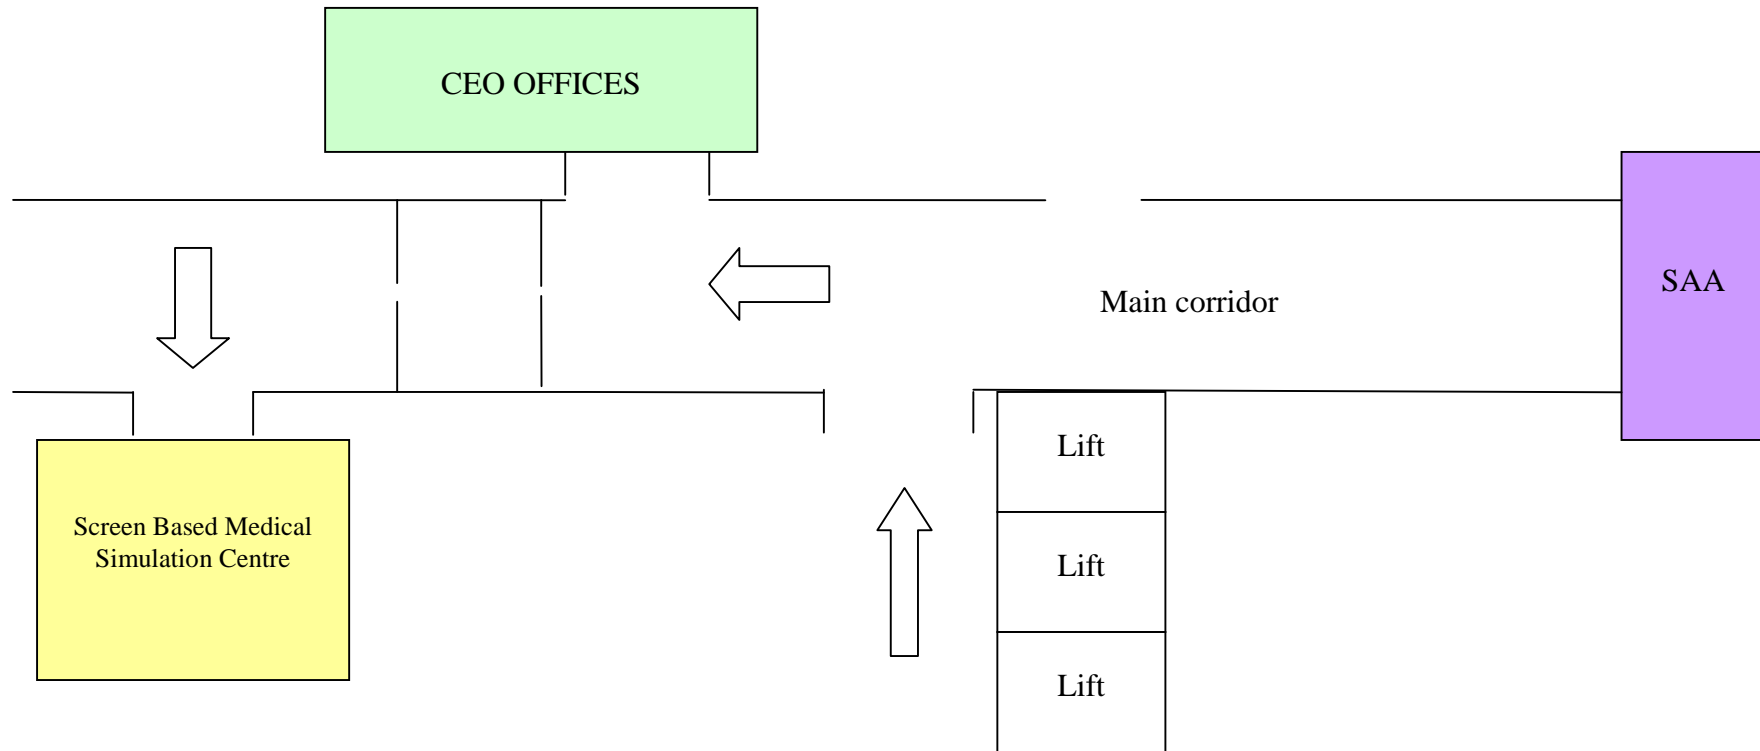 CEO OFFICES
SAA
Main corridor
Lift
Screen Based Medical
Simulation Centre
Lift
Lift